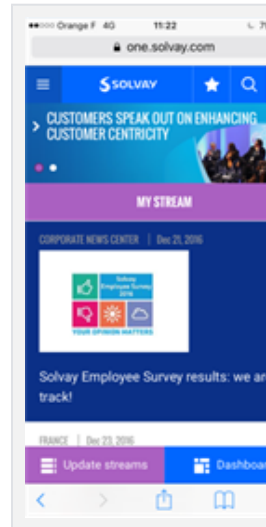 Orange F 4G 11:22
one.solvay.com
SOLVAY
CUSTOMERS SPEAK OUT ON ENHANCING
CUSTOMER CENTRICITY
MY STREAM
CORPORATE NEWS CENTER | Dec 21, 2016
Solvay
Employee Survey
2016
YOUR OPINION MATTERS
Solvay Employee Survey results: we ar
track!
FRANCE | Dec 23, 2016
Update streams
Dashboar